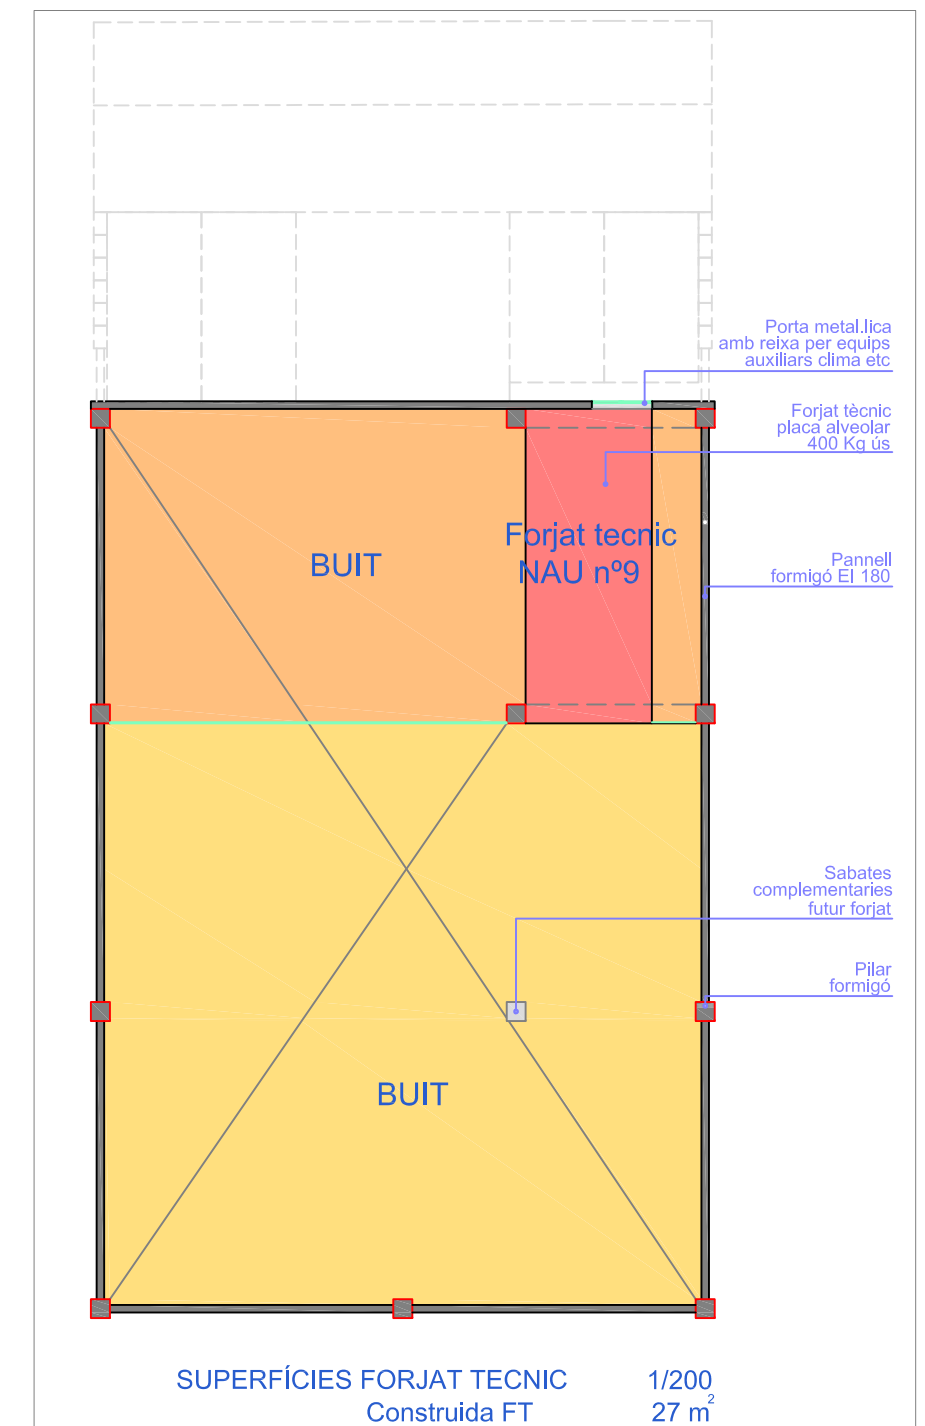 Porta metal.lica
amb reixa per equips
auxiliars clima etc
Forjat tècnic
placa alveolar
400 Kg ús
Forjat tecnic
NAU nº9
BUIT
Pannell
formigó EI 180
Sabates
complementaries
futur forjat
Pilar
formigó
BUIT
SUPERFÍCIES FORJAT TECNIC 1/200
Construida FT 27 m²